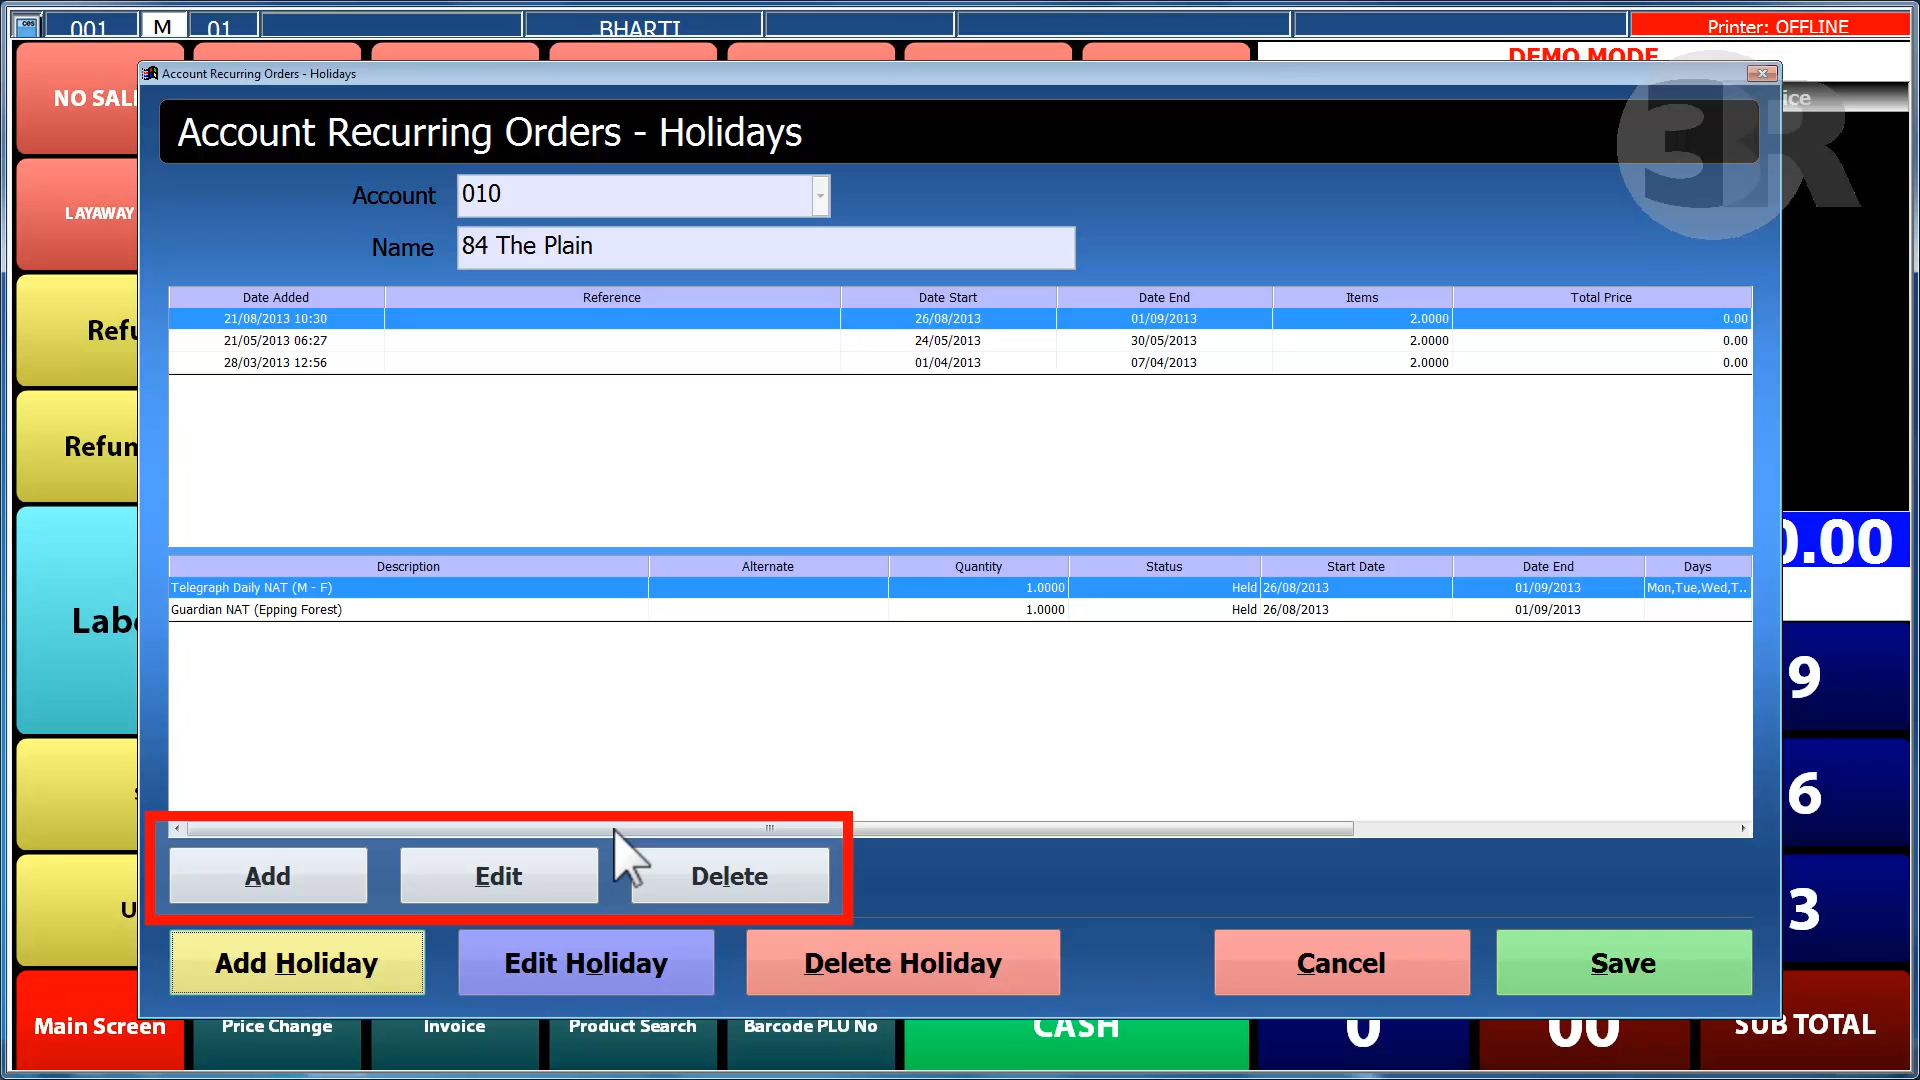 001 M 01 BHARTI Printer: OFFLINE
DEMO MODE
Account Recurring Orders - Holidays
NO SAL
Account Recurring Orders - Holidays
3R
Account 010
LAYAWAY
Name 84 The Plain
Date Added Reference Date Start Date End Items Total Price
21/08/2013 10:30 26/08/2013 01/09/2013 2.0000 0.00
21/05/2013 06:27 24/05/2013 30/05/2013 2.0000 0.00
28/03/2013 12:56 01/04/2013 07/04/2013 2.0000 0.00
0.00
Description Alternate Quantity Status Start Date Date End Days
Telegraph Daily NAT (M - F) 1.0000 Held 26/08/2013 01/09/2013 Mon,Tue,Wed,T..
Guardian NAT (Epping Forest) 1.0000 Held 26/08/2013 01/09/2013
9
6
Add Edit Delete
3
Add Holiday Edit Holiday Delete Holiday Cancel Save
Main Screen Price Change Invoice Product Search Barcode PLU No CASH 0 00 SUB TOTAL